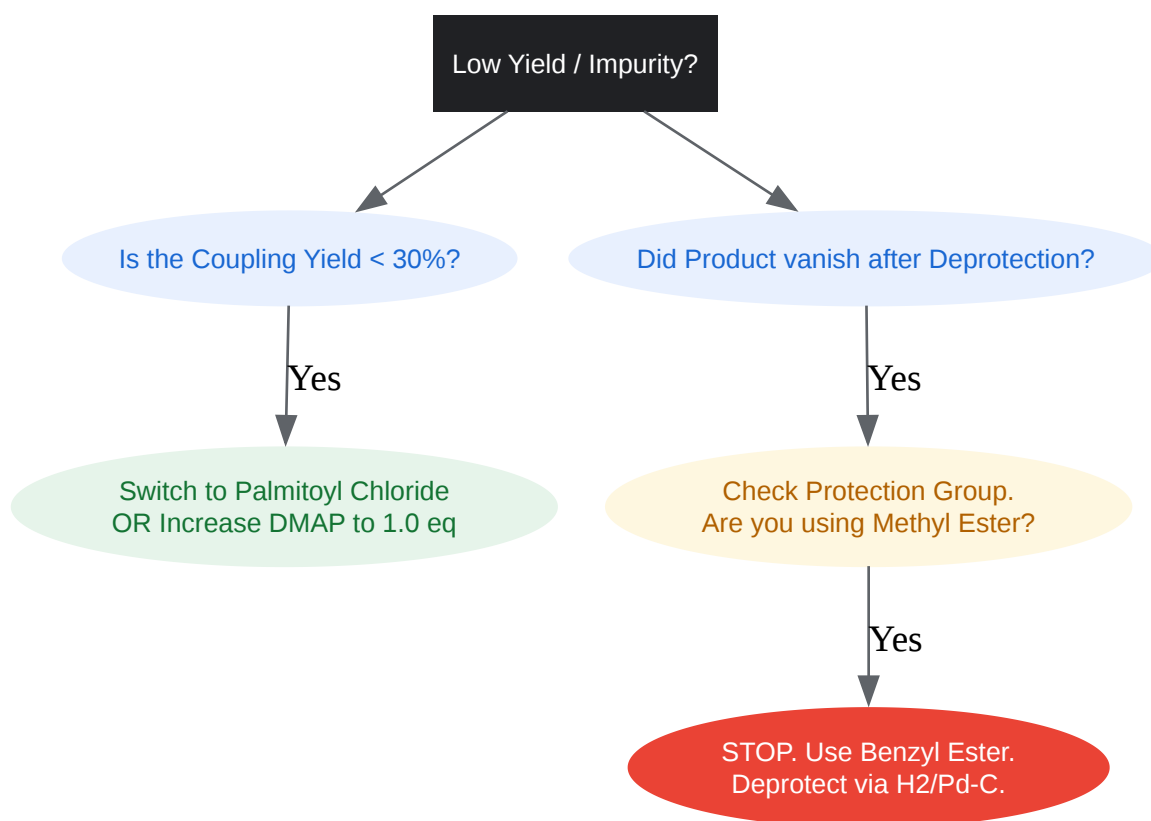 Low Yield / Impurity?
Is the Coupling Yield < 30%?
Did Product vanish after Deprotection?
Yes
Yes
Switch to Palmitoyl Chloride
OR Increase DMAP to 1.0 eq
Check Protection Group.
Are you using Methyl Ester?
Yes
STOP. Use Benzyl Ester.
Deprotect via H2/Pd-C.